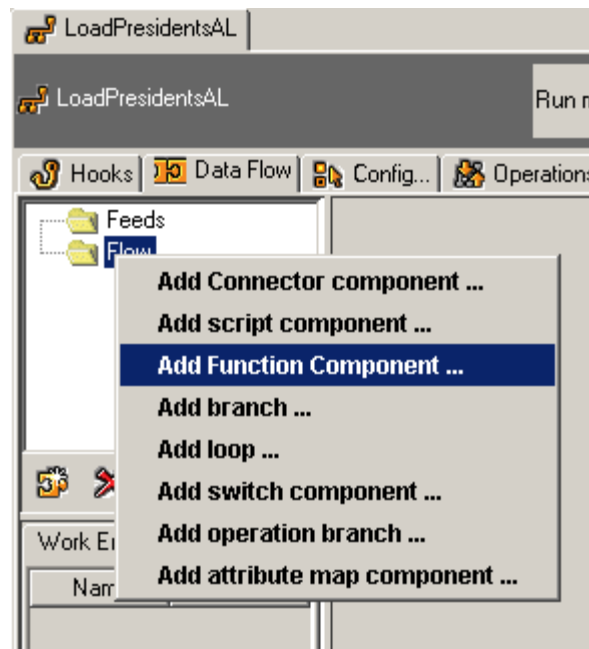 LoadPresidentsAL
LoadPresidentsAL
Run
Hooks
Data Flow
Config...
Operations
Feeds
Flow
Add Connector component ...
Add script component ...
Add Function Component ...
Add branch ...
Add loop ...
Add switch component ...
Add operation branch ...
Add attribute map component ...
Work